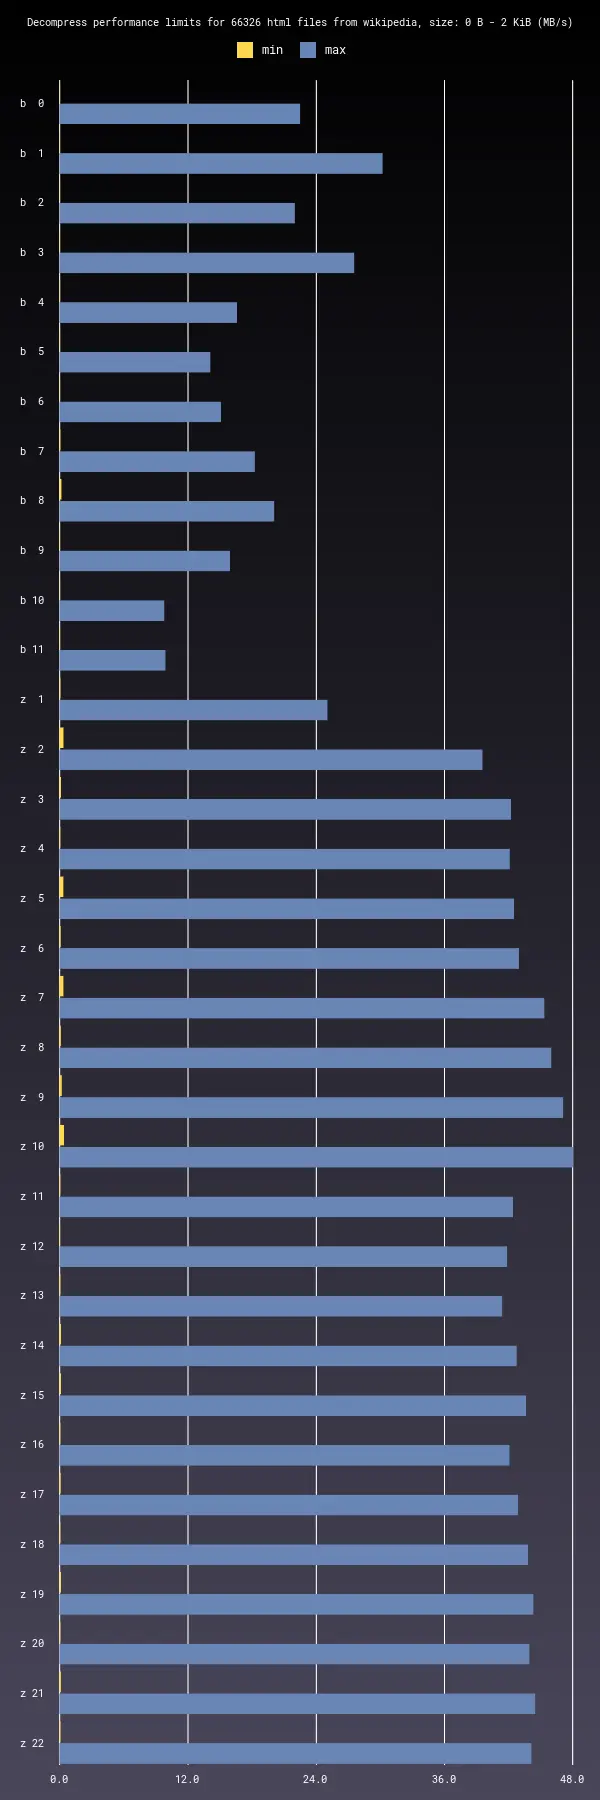 Decompress performance limits for 66326 html files from wikipedia, size: 0 B - 2 KiB (MB/s)
min max
b 0
b 1
b 2
b 3
b 4
b 5
b 6
b 7
b 8
b 9
b 10
b 11
z 1
z 2
z 3
z 4
z 5
z 6
z 7
z 8
z 9
z 10
z 11
z 12
z 13
z 14
z 15
z 16
z 17
z 18
z 19
z 20
z 21
z 22
0.0 12.0 24.0 36.0 48.0